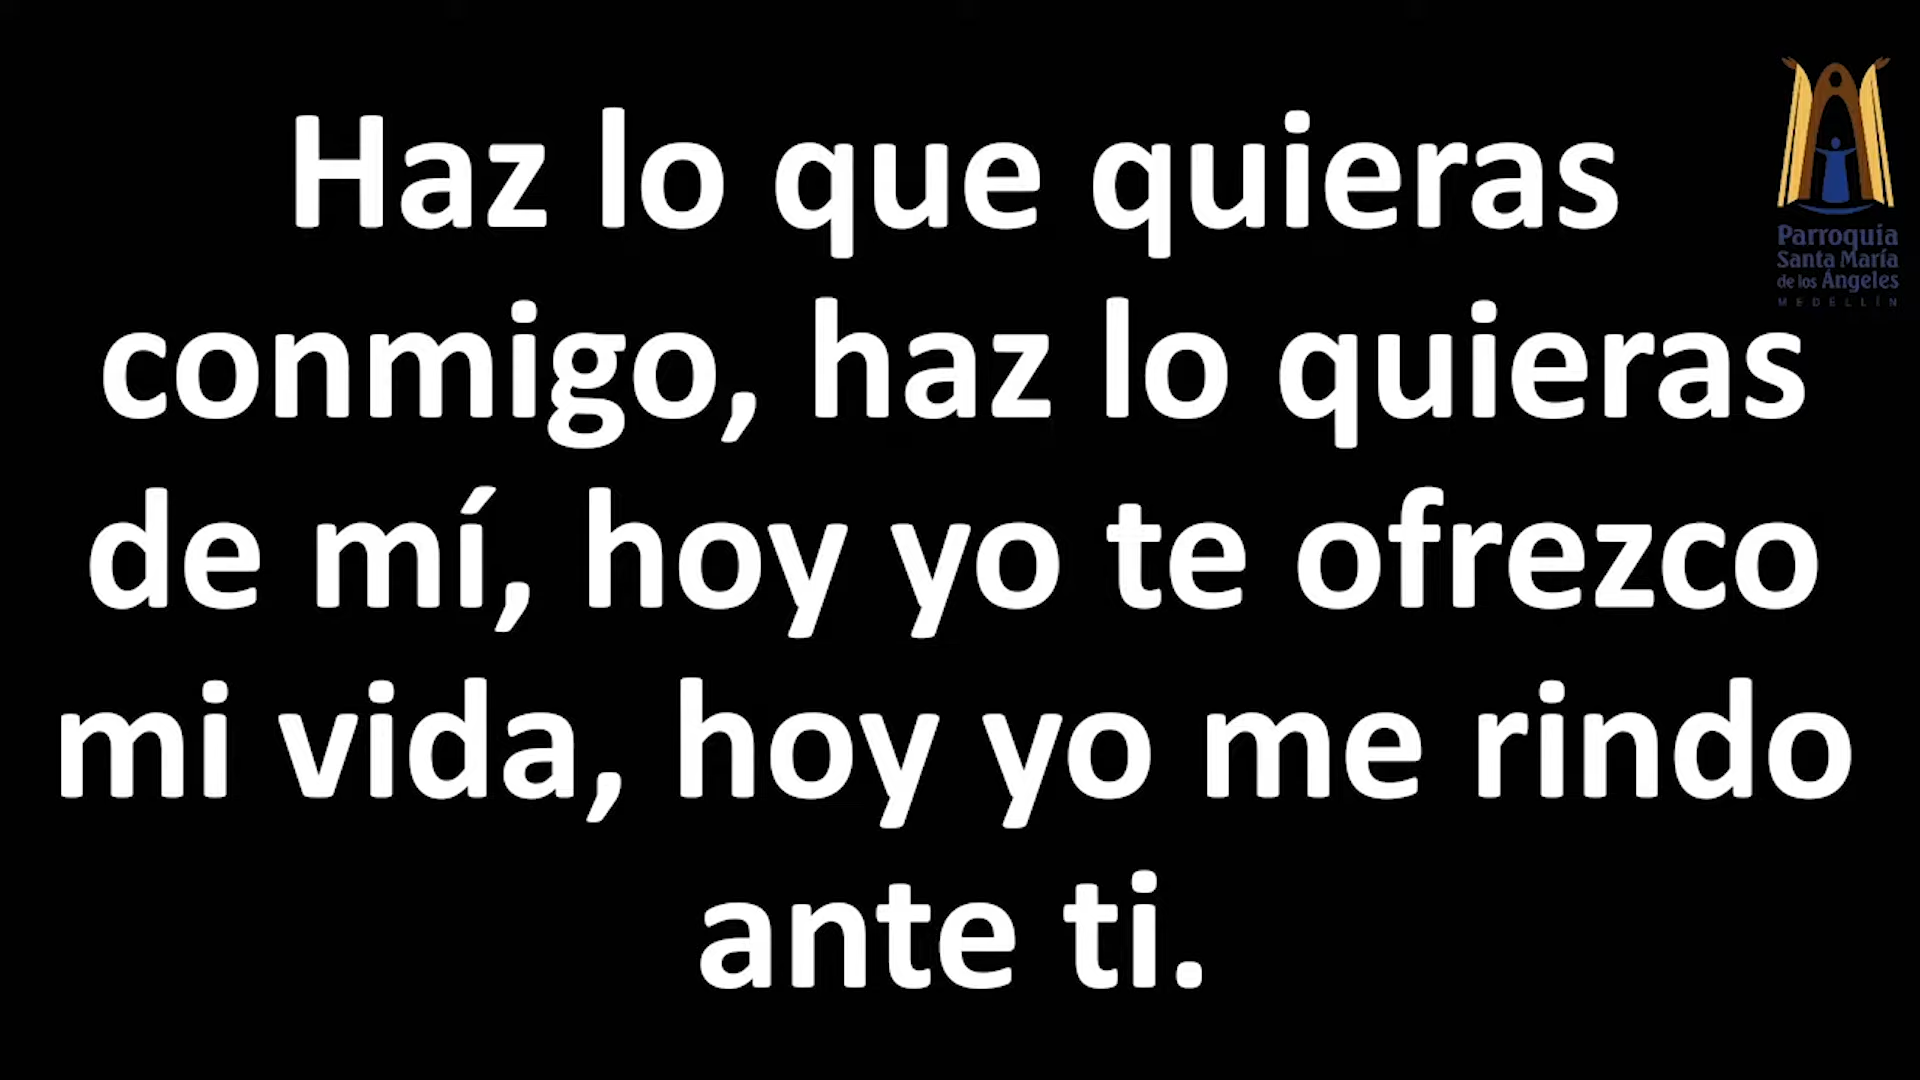 Haz lo que quieras
conmigo, haz lo quieras
de mí, hoy yo te ofrezco
mi vida, hoy yo me rindo
ante ti.
Parroquia
Santa María
de los Ángeles
MEDELLÍN